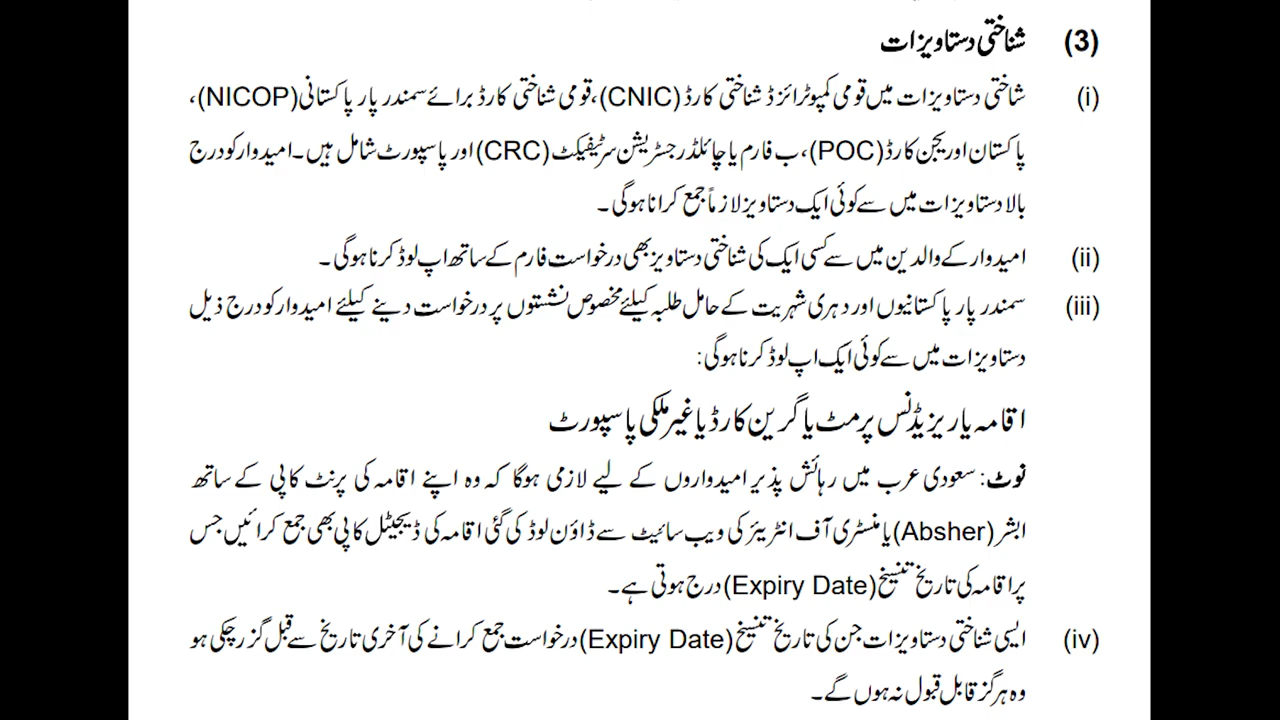 (3) شناختی دستاویزات
(i) شناختی دستاویزات میں قومی کمپوٹرائزڈ شناختی کارڈ (CNIC)، قومی شناختی کارڈ برائے سمندر پار پاکستانی (NICOP)،
پاکستان اوریجن کارڈ (POC)، ب فارم یا چائلڈ رجسٹریشن سرٹیفیکٹ (CRC) اور پاسپورٹ شامل ہیں۔ امیدوار کو درج
بالا دستاویزات میں سے کوئی ایک دستاویز لازماً جمع کرانا ہوگی۔
(ii) امیدوار کے والدین میں سے کسی ایک کی شناختی دستاویز بھی درخواست فارم کے ساتھ اپ لوڈ کرنا ہوگی۔
(iii) سمندر پار پاکستانیوں اور دہری شہریت کے حامل طلبہ کیلئے مخصوص نشستوں پر درخواست دینے کیلئے امیدوار کو درج ذیل
دستاویزات میں سے کوئی ایک اپ لوڈ کرنا ہوگی:
اقامہ یا ریزیڈنس پرمٹ یا گرین کارڈ یا غیر ملکی پاسپورٹ
نوٹ: سعودی عرب میں رہائش پذیر امیدواروں کے لیے لازمی ہوگا کہ وہ اپنے اقامہ کی پرنٹ کاپی کے ساتھ
ابشر (Absher) یا منسٹری آف انٹریئر کی ویب سائیٹ سے ڈاؤن لوڈ کی گئی اقامہ کی ڈیجیٹل کاپی بھی جمع کرائیں جس
پر اقامہ کی تاریخ تنسیخ (Expiry Date) درج ہوتی ہے۔
(iv) ایسی شناختی دستاویزات جن کی تاریخ تنسیخ (Expiry Date) درخواست جمع کرانے کی آخری تاریخ سے قبل گزر چکی ہو
وہ ہرگز قابل قبول نہ ہوں گے۔